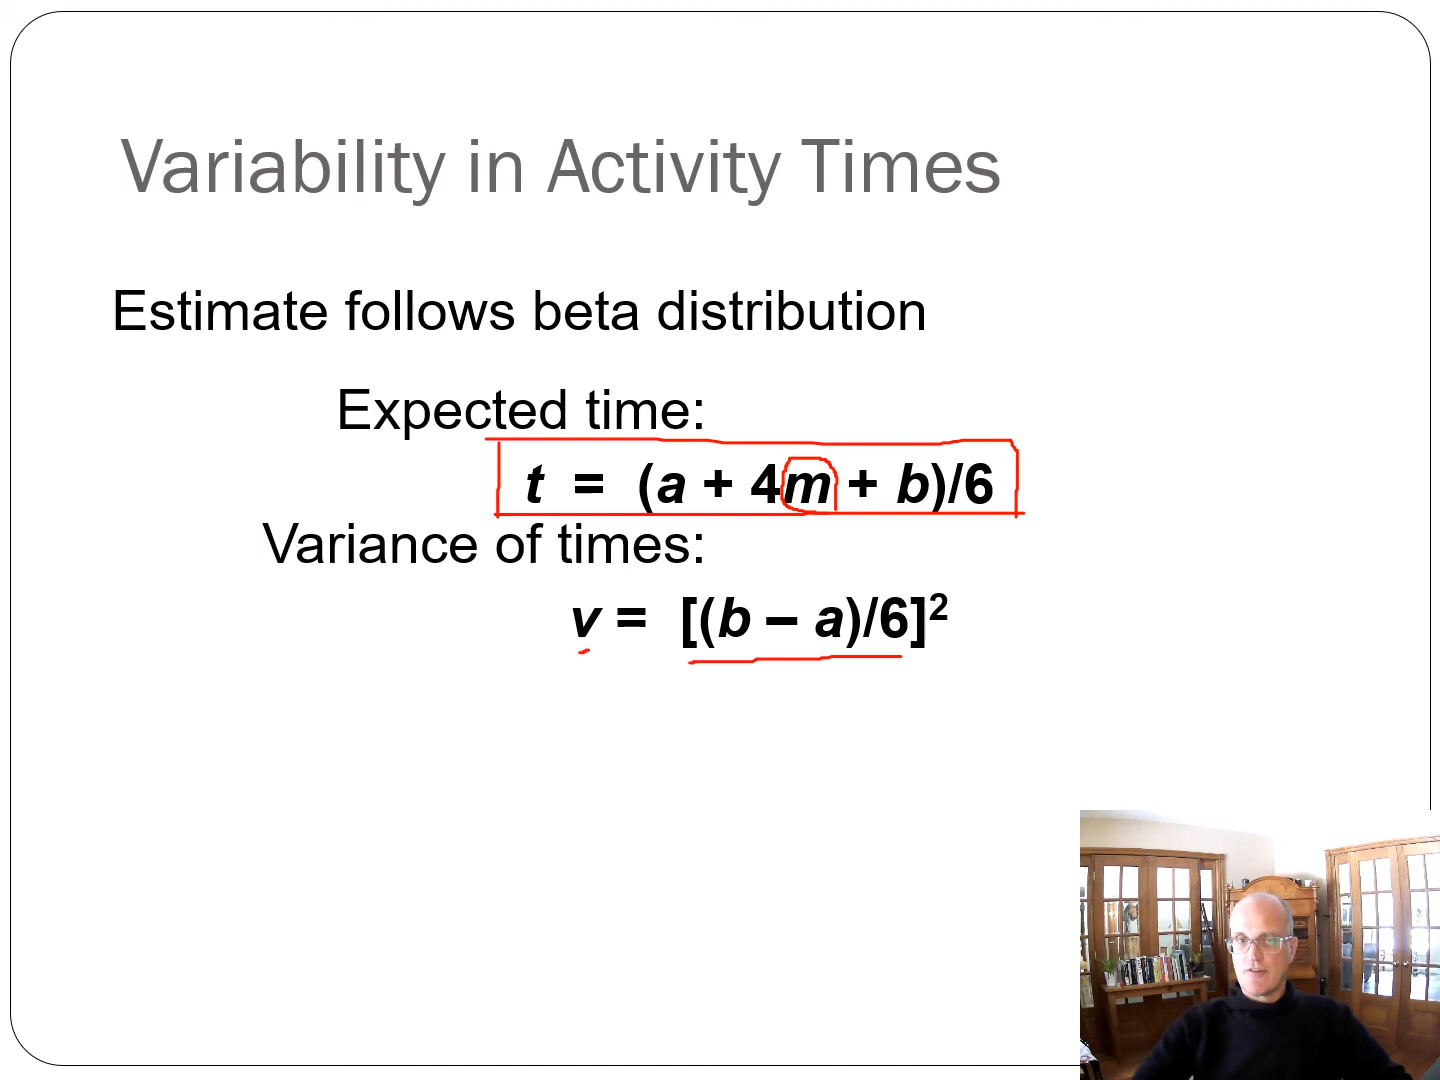 Variability in Activity Times
Estimate follows beta distribution
Expected time:
t = (a + 4m + b)/6
Variance of times:
v = [(b – a)/6]²